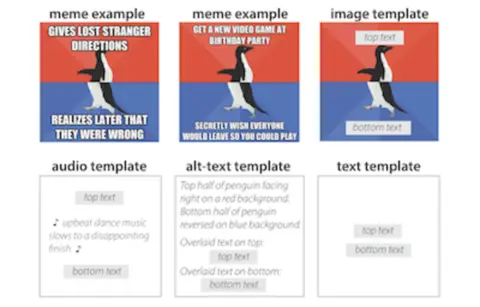 meme example
meme example
image template
GIVES LOST STRANGER
DIRECTIONS
REALIZES LATER THAT
THEY WERE WRONG
GET A NEW VIDEO GAME AT
BIRTHDAY PARTY
SECRETLY WISH EVERYONE
WOULD LEAVE SO YOU COULD PLAY
top text
bottom text
audio template
alt-text template
text template
top text
♪ upbeat dance music
slows to a disappointing
finish ♪
bottom text
Top half of penguin facing
right on a red background.
Bottom half of penguin
reversed on blue background
Overlaid text on top:
top text
Overlaid text on bottom:
bottom text
top text
bottom text